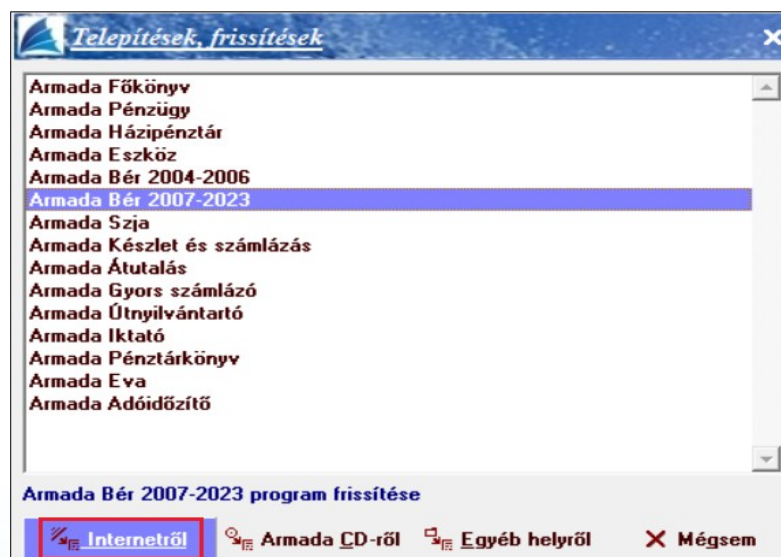 Telepítések, frissítések
Armada Főkönyv
Armada Pénzügy
Armada Házipénztár
Armada Eszköz
Armada Bér 2004-2006
Armada Bér 2007-2023
Armada Szja
Armada Készlet és számlázás
Armada Átutalás
Armada Gyors számlázó
Armada Útnyilvántartó
Armada Iktató
Armada Pénztárkönyv
Armada Eva
Armada Adóidőzítő
Armada Bér 2007-2023 program frissítése
Internetről Armada CD-ről Egyéb helyről Mégsem